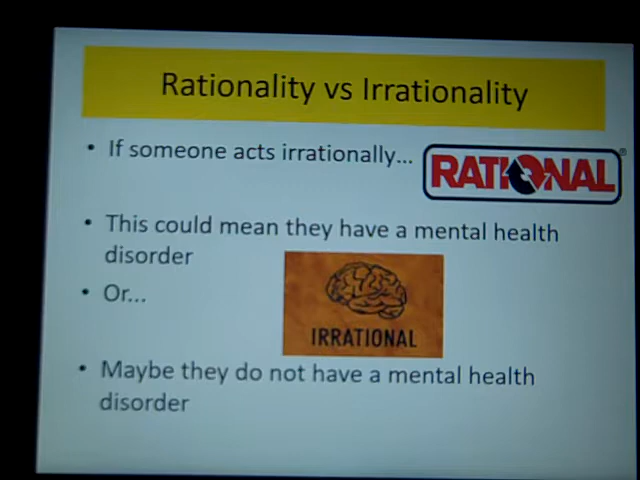 Rationality vs Irrationality
• If someone acts irrationally...
RATIONAL®
• This could mean they have a mental health
disorder
• Or...
IRRATIONAL
• Maybe they do not have a mental health
disorder